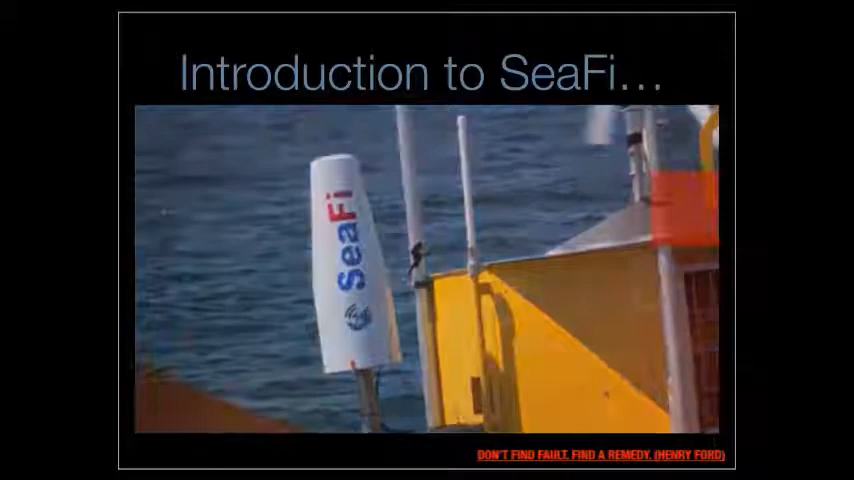 Introduction to SeaFi...
SeaFi
DON'T FIND FAULT, FIND A REMEDY. (HENRY FORD)